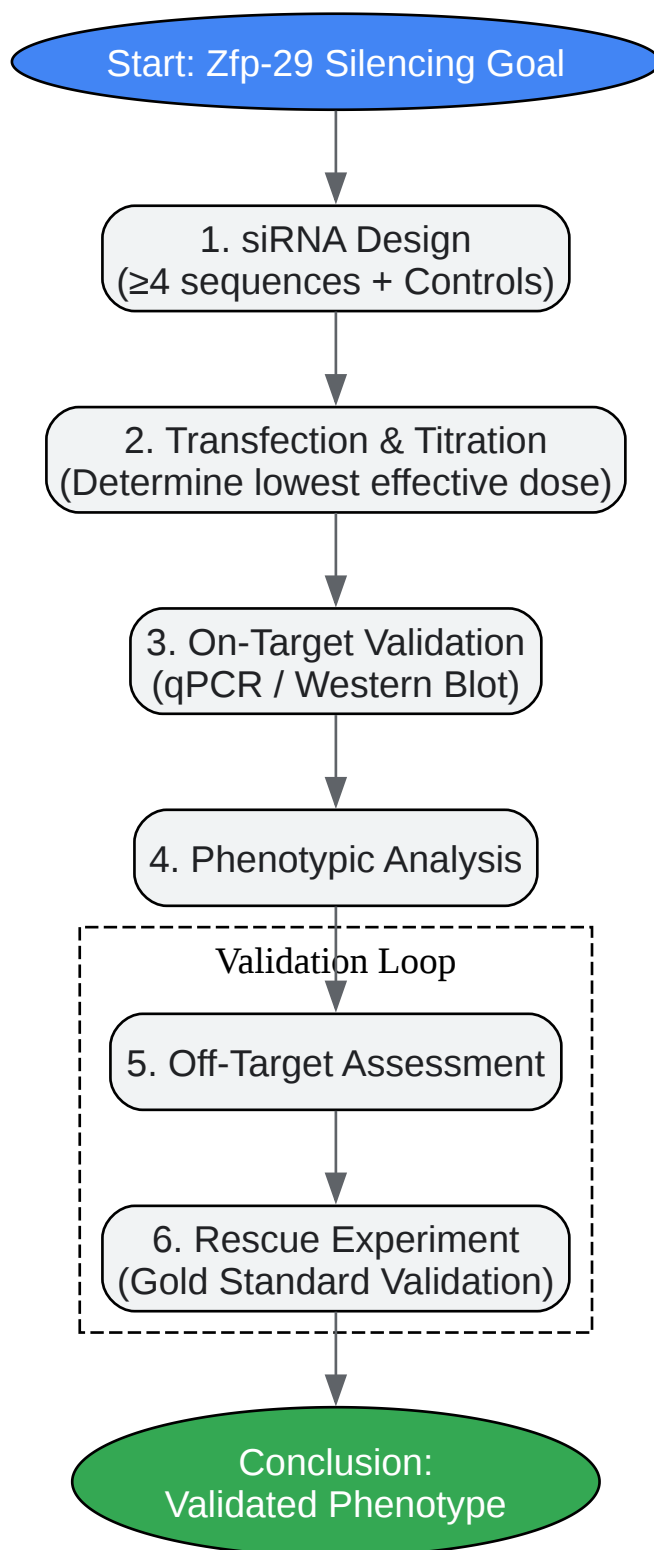 Start: Zfp-29 Silencing Goal
1. siRNA Design
(≥4 sequences + Controls)
2. Transfection & Titration
(Determine lowest effective dose)
3. On-Target Validation
(qPCR / Western Blot)
4. Phenotypic Analysis
Validation Loop
5. Off-Target Assessment
6. Rescue Experiment
(Gold Standard Validation)
Conclusion:
Validated Phenotype